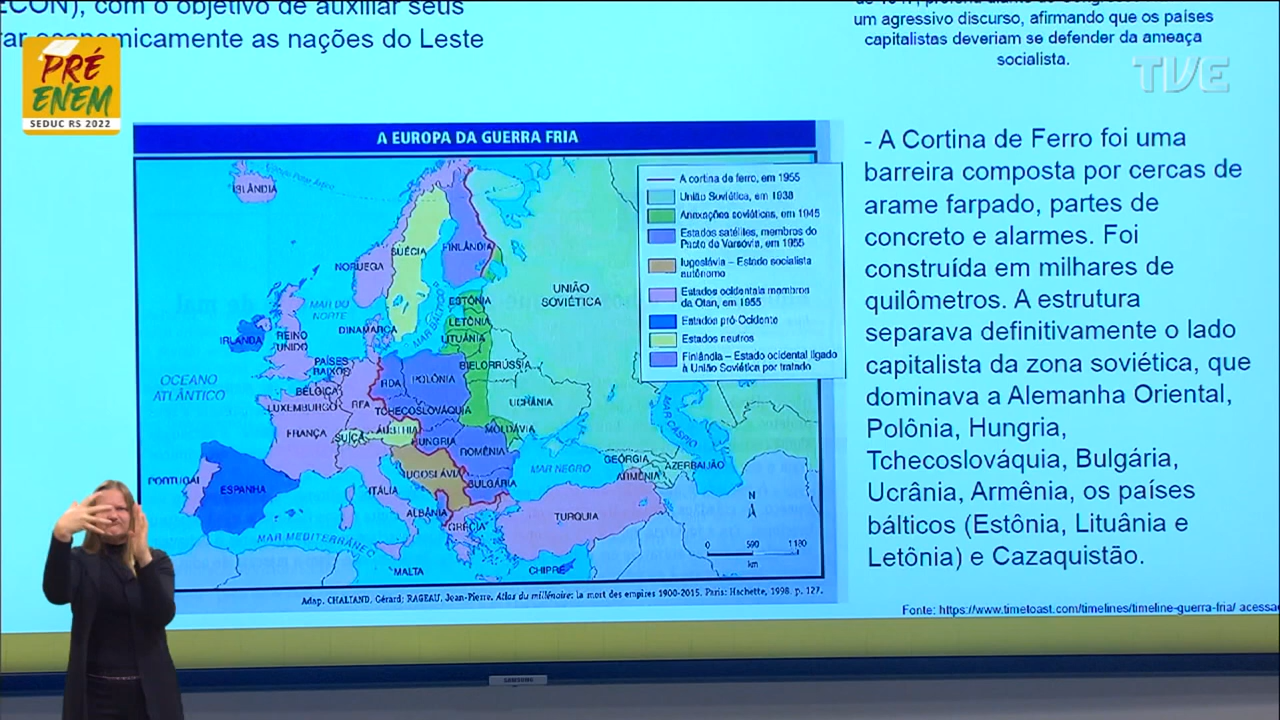 ECON), com o objetivo de auxiliar seus
economicamente as nações do Leste
um agressivo discurso, afirmando que os países
capitalistas deveriam se defender da ameaça
socialista.
TVE
PRÉ
ENEM
SEDUC RS 2022
A EUROPA DA GUERRA FRIA
A cortina de ferro, em 1955
União Soviética, em 1938
Anexações soviéticas, em 1945
Estados satélites, membros do
Pacto de Varsóvia, em 1955
Iugoslávia – Estado socialista
autônomo
Estados ocidentais membros
da Otan, em 1955
Estados pró-Ocidente
Estados neutros
Finlândia – Estado ocidental ligado
à União Soviética por tratado
ISLÂNDIA
SUÉCIA
FINLÂNDIA
NORUEGA
UNIÃO
SOVIÉTICA
MAR DO
NORTE
ESTÔNIA
MAR BÁLTICO
LETÔNIA
DINAMARCA
IRLANDA
REINO
UNIDO
LITUÂNIA
PAÍSES
BAIXOS
BIELORRÚSSIA
OCEANO
ATLÂNTICO
RDA
POLÔNIA
BÉLGICA
LUXEMBURGO
RFA
UCRÂNIA
TCHECOSLOVÁQUIA
FRANÇA
SUÍÇA
ÁUSTRIA
HUNGRIA
MOLDÁVIA
MAR CÁSPIO
ROMÊNIA
IUGOSLÁVIA
MAR NEGRO
GEÓRGIA
AZERBAIJÃO
ARMÊNIA
PORTUGAL
ESPANHA
ITÁLIA
BULGÁRIA
ALBÂNIA
GRÉCIA
TURQUIA
N
MAR MEDITERRÂNEO
MALTA
CHIPRE
0 590 1 180
km
Adap. CHALIAND, Gérard; RAGEAU, Jean-Pierre. Atlas du millénaire: la mort des empires 1900-2015. Paris: Hachette, 1998. p. 127.
- A Cortina de Ferro foi uma
barreira composta por cercas de
arame farpado, partes de
concreto e alarmes. Foi
construída em milhares de
quilômetros. A estrutura
separava definitivamente o lado
capitalista da zona soviética, que
dominava a Alemanha Oriental,
Polônia, Hungria,
Tchecoslováquia, Bulgária,
Ucrânia, Armênia, os países
bálticos (Estônia, Lituânia e
Letônia) e Cazaquistão.
Fonte: https://www.timetoast.com/timelines/timeline-guerra-fria/ acessa
SAMSUNG